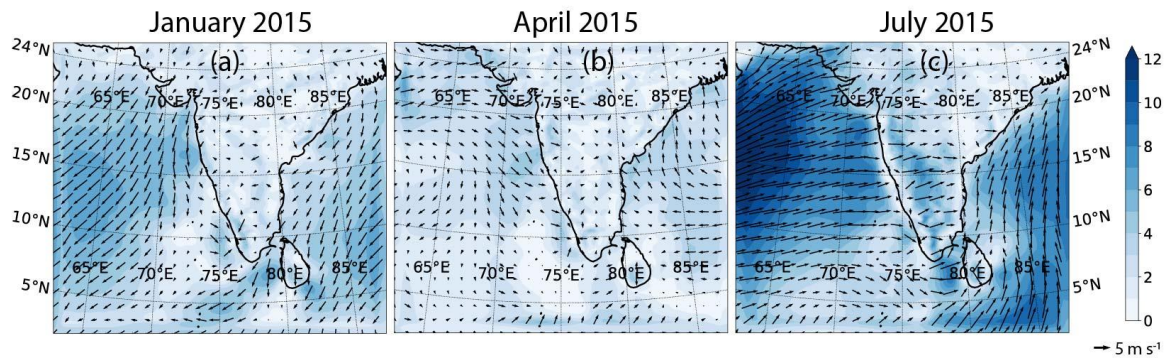 January 2015 April 2015 July 2015
24°N (a) (b) (c) 24°N 12
20°N 65°E 70°E 75°E 80°E 85°E 65°E 70°E 75°E 80°E 85°E 65°E 70°E 75°E 80°E 85°E 20°N 10
15°N 15°N 8
6
10°N 10°N 4
65°E 70°E 75°E 80°E 85°E 65°E 70°E 75°E 80°E 85°E 65°E 70°E 75°E 80°E 85°E
5°N 5°N 2
0
5 m s⁻¹